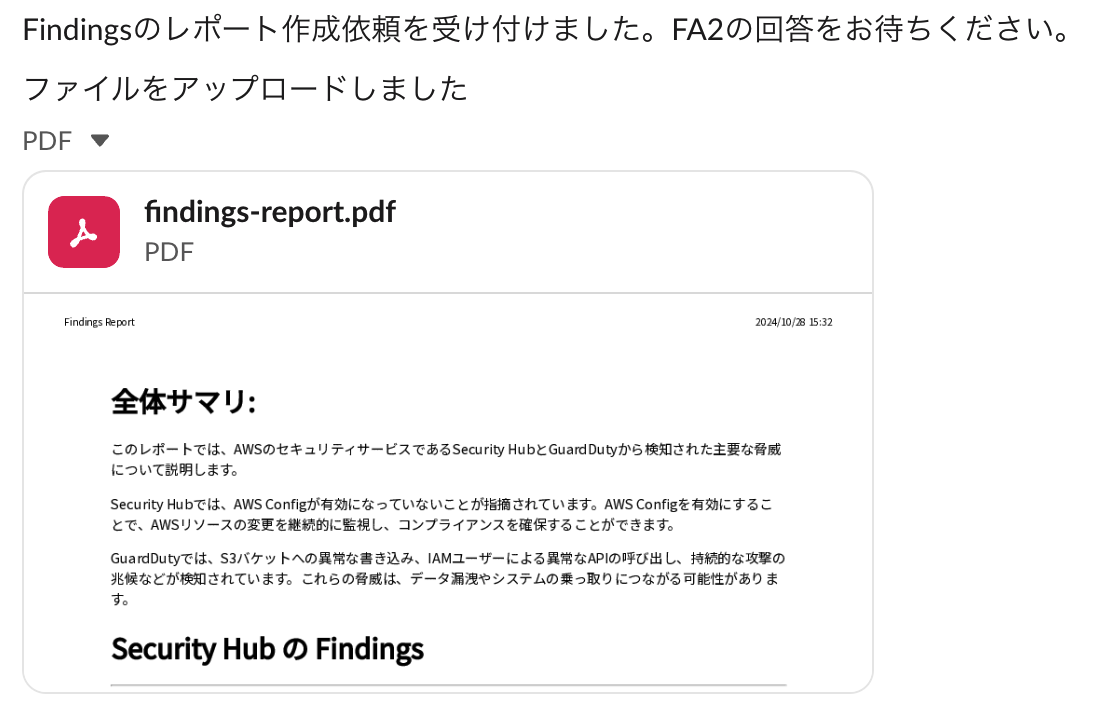 Findingsのレポート作成依頼を受け付けました。FA2の回答をお待ちください。
ファイルをアップロードしました
PDF
findings-report.pdf
PDF
Findings Report
2024/10/28 15:32
全体サマリ:
このレポートでは、AWSのセキュリティサービスであるSecurity HubとGuardDutyから検知された主要な脅威
について説明します。
Security Hubでは、AWS Configが有効になっていないことが指摘されています。AWS Configを有効にするこ
とで、AWSリソースの変更を継続的に監視し、コンプライアンスを確保することができます。
GuardDutyでは、S3バケットへの異常な書き込み、IAMユーザーによる異常なAPIの呼び出し、持続的な攻撃の
兆候などが検知されています。これらの脅威は、データ漏洩やシステムの乗っ取りにつながる可能性がありま
す。
Security Hub の Findings